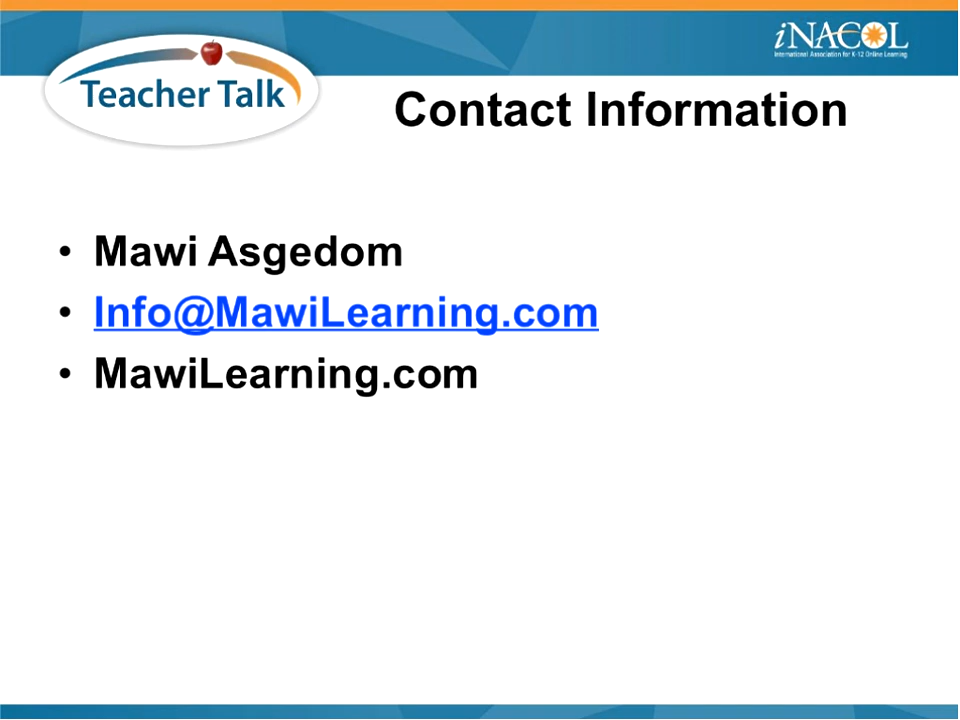 iNACOL
International Association for K-12 Online Learning
Teacher Talk
Contact Information
• Mawi Asgedom
• Info@MawiLearning.com
• MawiLearning.com